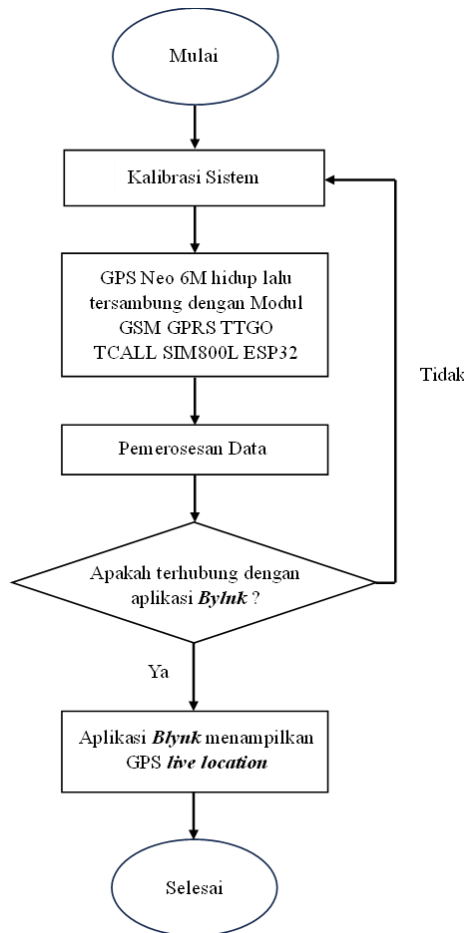 Mulai
Kalibrasi Sistem
GPS Neo 6M hidup lalu
tersambung dengan Modul
GSM GPRS TTGO
TCALL SIM800L ESP32
Tidak
Pemerosesan Data
Apakah terhubung dengan
aplikasi Byluk ?
Ya
Aplikasi Blynk menampilkan
GPS live location
Selesai